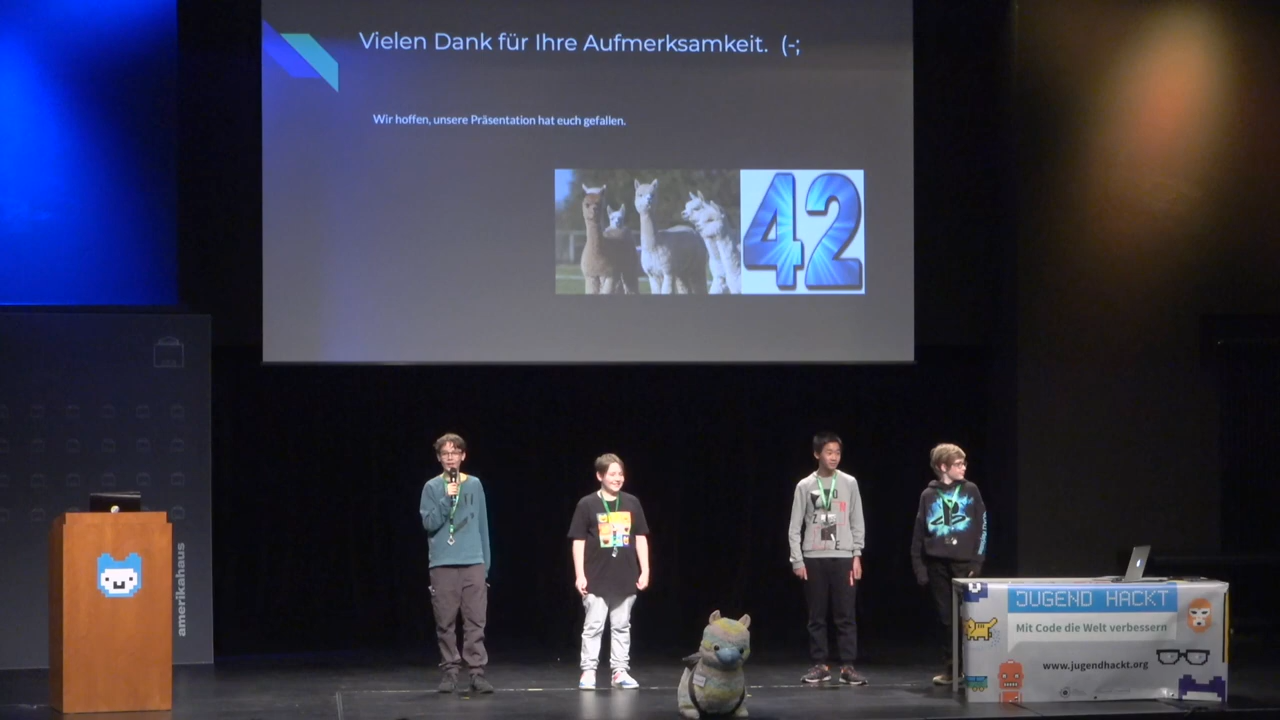 Vielen Dank für Ihre Aufmerksamkeit. (-;
Wir hoffen, unsere Präsentation hat euch gefallen.
42
amerikahaus
JUGEND HACKT
Mit Code die Welt verbessern
www.jugendhackt.org